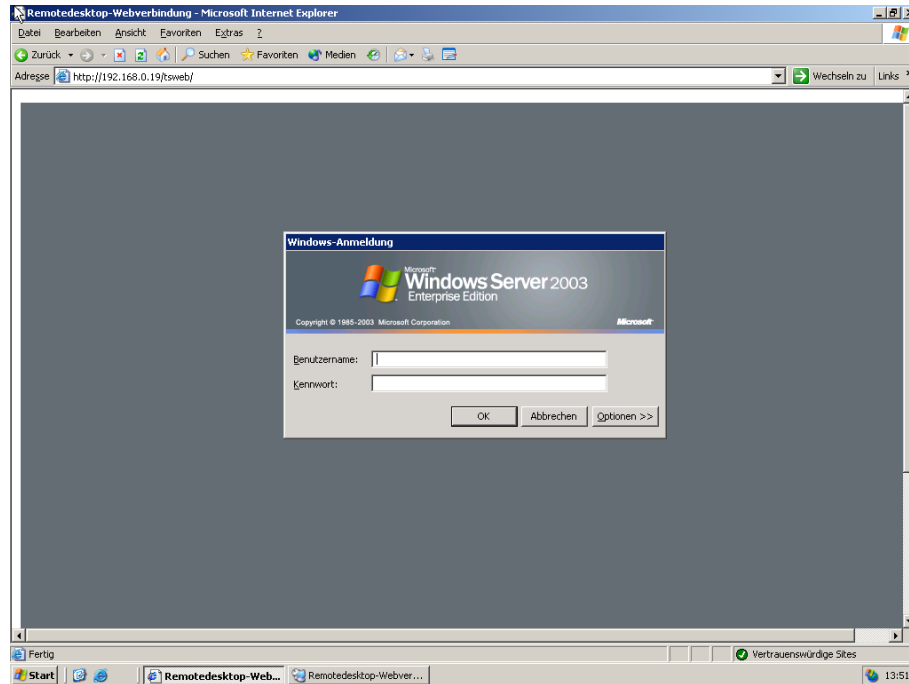 Remotedesktop-Webverbindung - Microsoft Internet Explorer
Datei Bearbeiten Ansicht Favoriten Extras ?
Zurück Suchen Favoriten Medien
Adresse http://192.168.0.19/tsweb/ Wechseln zu Links
Windows-Anmeldung
Microsoft
Windows Server 2003
Enterprise Edition
Copyright © 1985-2003 Microsoft Corporation Microsoft
Benutzername:
Kennwort:
OK Abbrechen Optionen >>
Fertig Vertrauenswürdige Sites
Start Remotedesktop-Web... Remotedesktop-Webver... 13:51